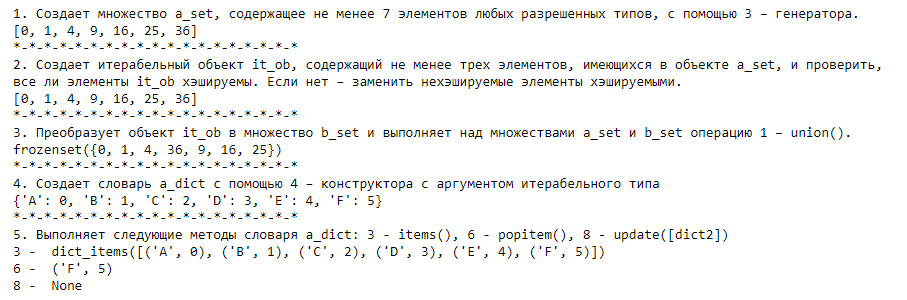 1. Создает множество a_set, содержащее не менее 7 элементов любых разрешенных типов, с помощью 3 – генератора.
[0, 1, 4, 9, 16, 25, 36]
*-*-*-*-*-*-*-*-*-*-*-*-*-*-*-*-*-*-*
2. Создает итерабельный объект it_ob, содержащий не менее трех элементов, имеющихся в объекте a_set, и проверить,
все ли элементы it_ob хэшируемы. Если нет – заменить нехэшируемые элементы хэшируемыми.
[0, 1, 4, 9, 16, 25, 36]
*-*-*-*-*-*-*-*-*-*-*-*-*-*-*-*-*-*-*
3. Преобразует объект it_ob в множество b_set и выполняет над множествами a_set и b_set операцию 1 – union().
frozenset({0, 1, 4, 36, 9, 16, 25})
*-*-*-*-*-*-*-*-*-*-*-*-*-*-*-*-*-*-*
4. Создает словарь a_dict с помощью 4 – конструктора с аргументом итерабельного типа
{'A': 0, 'B': 1, 'C': 2, 'D': 3, 'E': 4, 'F': 5}
*-*-*-*-*-*-*-*-*-*-*-*-*-*-*-*-*-*-*
5. Выполняет следующие методы словаря a_dict: 3 - items(), 6 - popitem(), 8 - update([dict2])
3 -  dict_items([('A', 0), ('B', 1), ('C', 2), ('D', 3), ('E', 4), ('F', 5)])
6 -  ('F', 5)
8 -  None